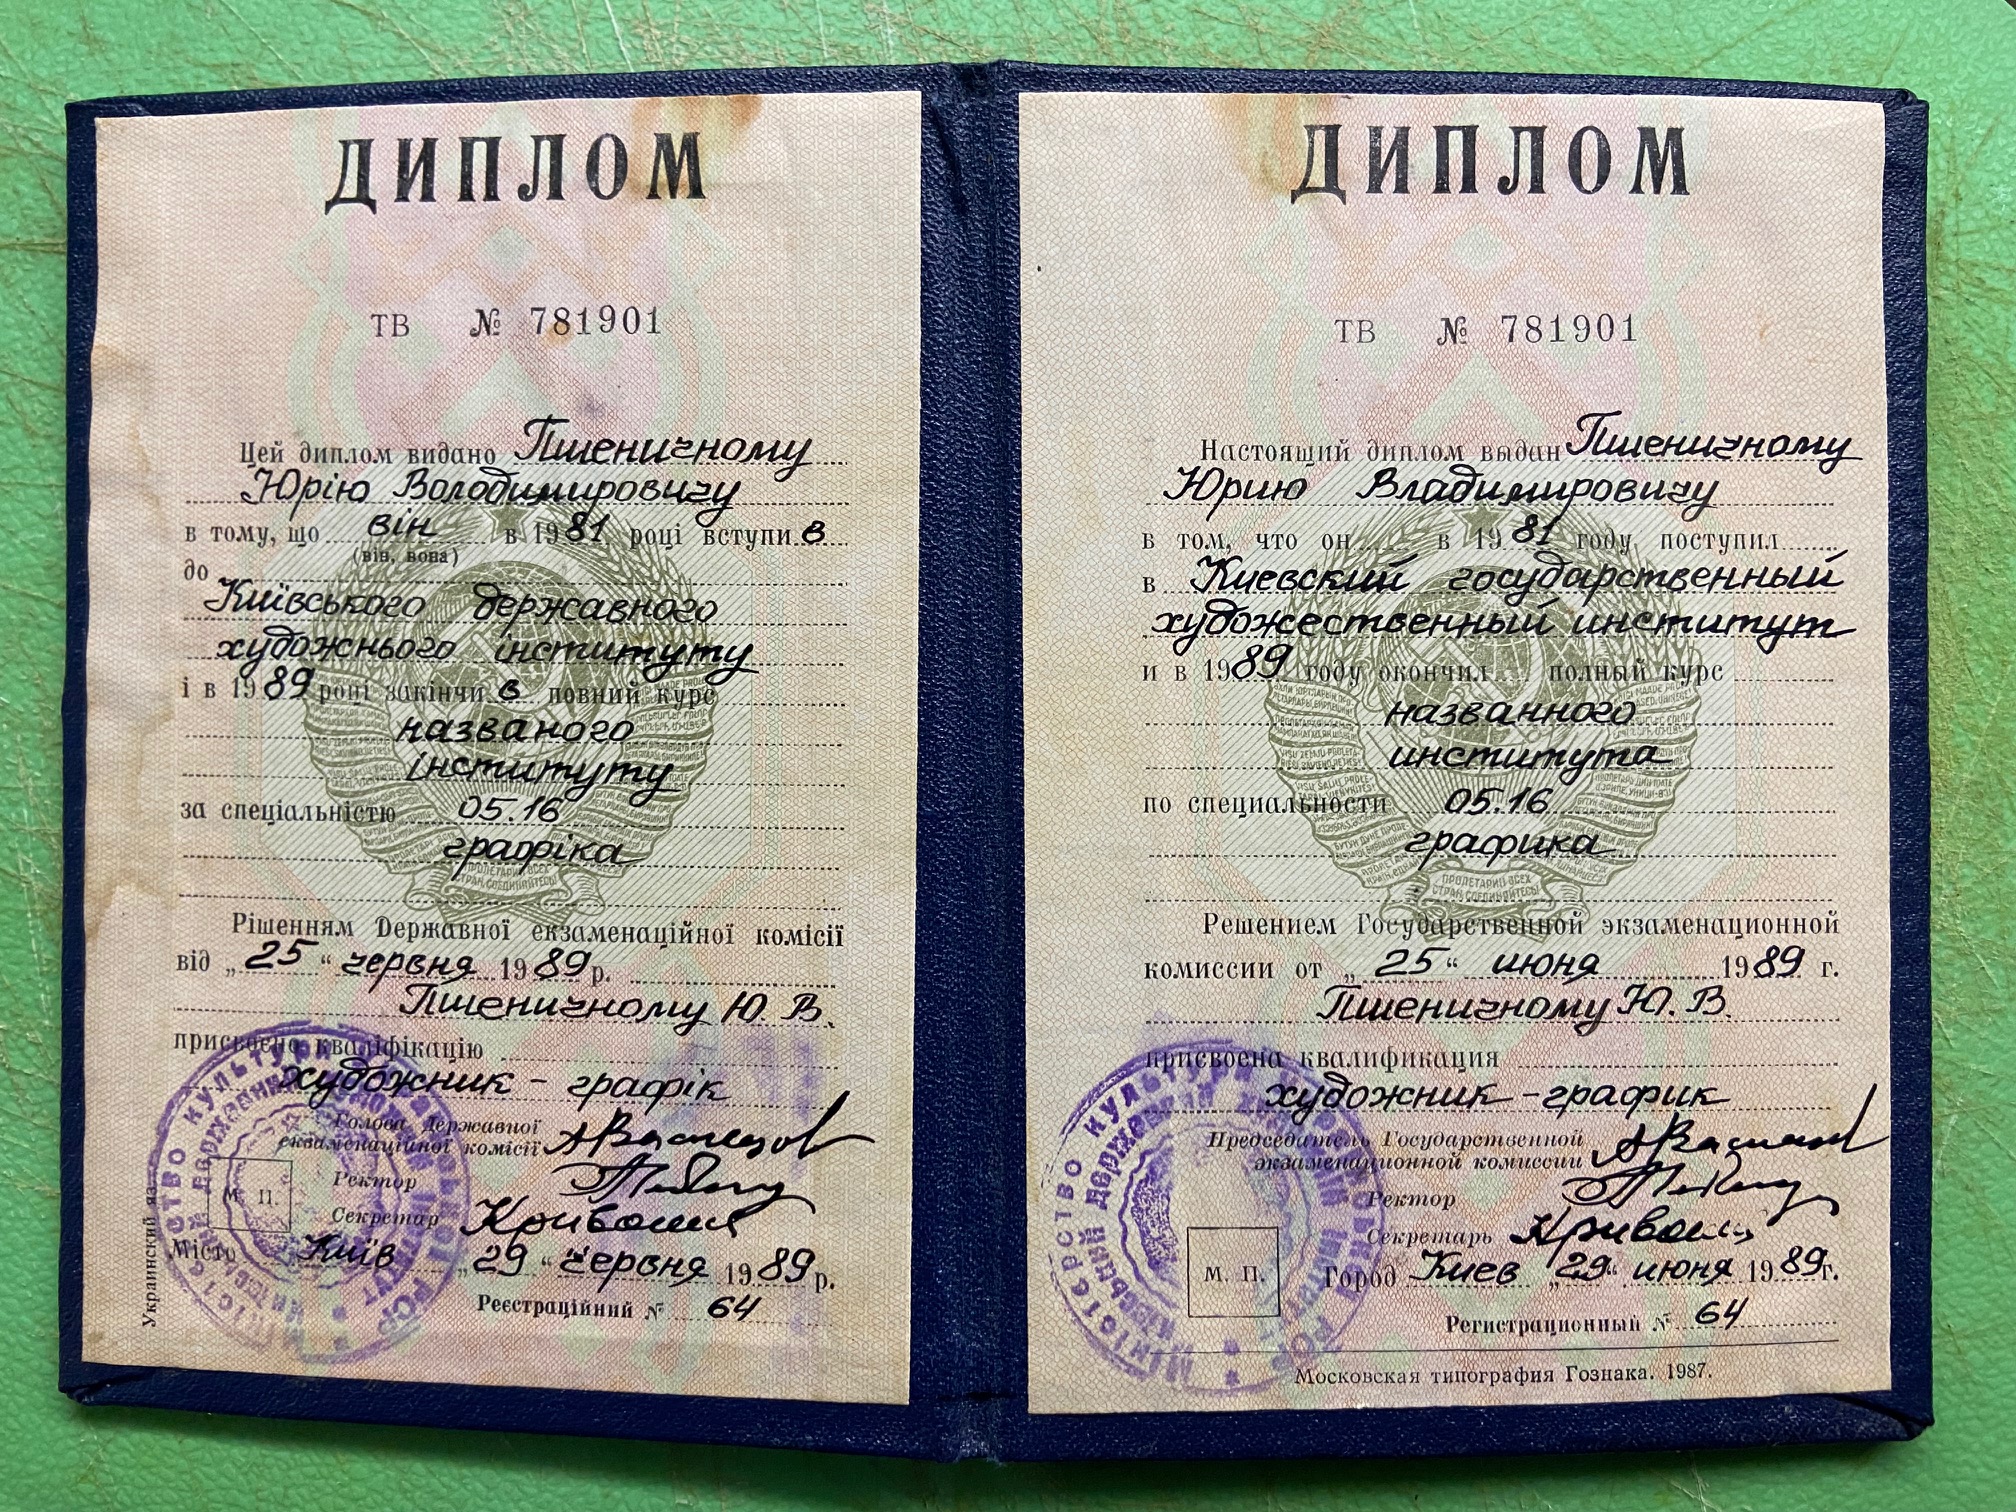 ДИПЛОМ
ТВ № 781901
Цей диплом видано Пшеничному
Юрію Володимировичу
в тому, що він в 1981 році вступив
(він, вона)
до
Київського державного
художнього інституту
і в 1989 році закінчив повний курс
названого
інституту
за спеціальністю 05.16
графіка
Рішенням Державної екзаменаційної комісії
від „25“ червня 1989 р.
Пшеничному Ю. В.
присвоєно кваліфікацію
художник - графік
Голова Державної
екзаменаційної комісії
Ректор
М. П.
Секретар
Місто Київ „29“ червня 1989 р.
Реєстраційний № 64
Украинский яз.
ДИПЛОМ
ТВ № 781901
Настоящий диплом выдан Пшеничному
Юрию Владимировичу
в том, что он в 1981 году поступил
в Киевский государственный
художественный институт
и в 1989 году окончил полный курс
названного
института
по специальности 05.16
графика
Решением Государственной экзаменационной
комиссии от „25“ июня 1989 г.
Пшеничному Ю. В.
присвоена квалификация
художник - график
Председатель Государственной
экзаменационной комиссии
Ректор
Секретарь
М. П.
Город Киев „29“ июня 1989 г.
Регистрационный № 64
Московская типография Гознака. 1987.
ПРОЛЕТАРИИ ВСЕХ
СТРАН, СОЕДИНЯЙТЕСЬ!